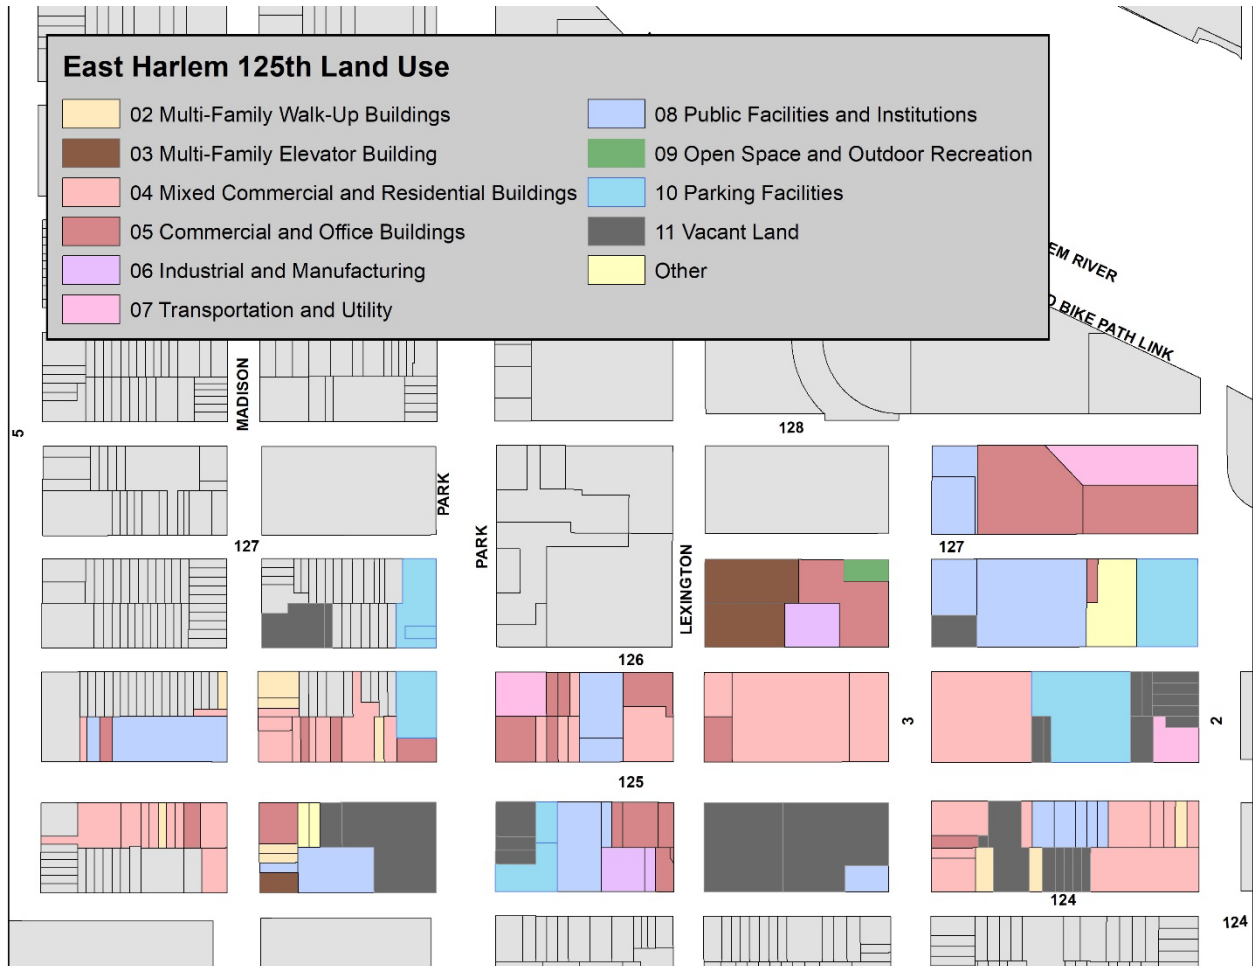 East Harlem 125th Land Use
02 Multi-Family Walk-Up Buildings
03 Multi-Family Elevator Building
04 Mixed Commercial and Residential Buildings
05 Commercial and Office Buildings
06 Industrial and Manufacturing
07 Transportation and Utility
08 Public Facilities and Institutions
09 Open Space and Outdoor Recreation
10 Parking Facilities
11 Vacant Land
Other
EM RIVER
BIKE PATH LINK
MADISON
128
5
PARK
PARK
127
127
LEXINGTON
126
3
2
125
124
124